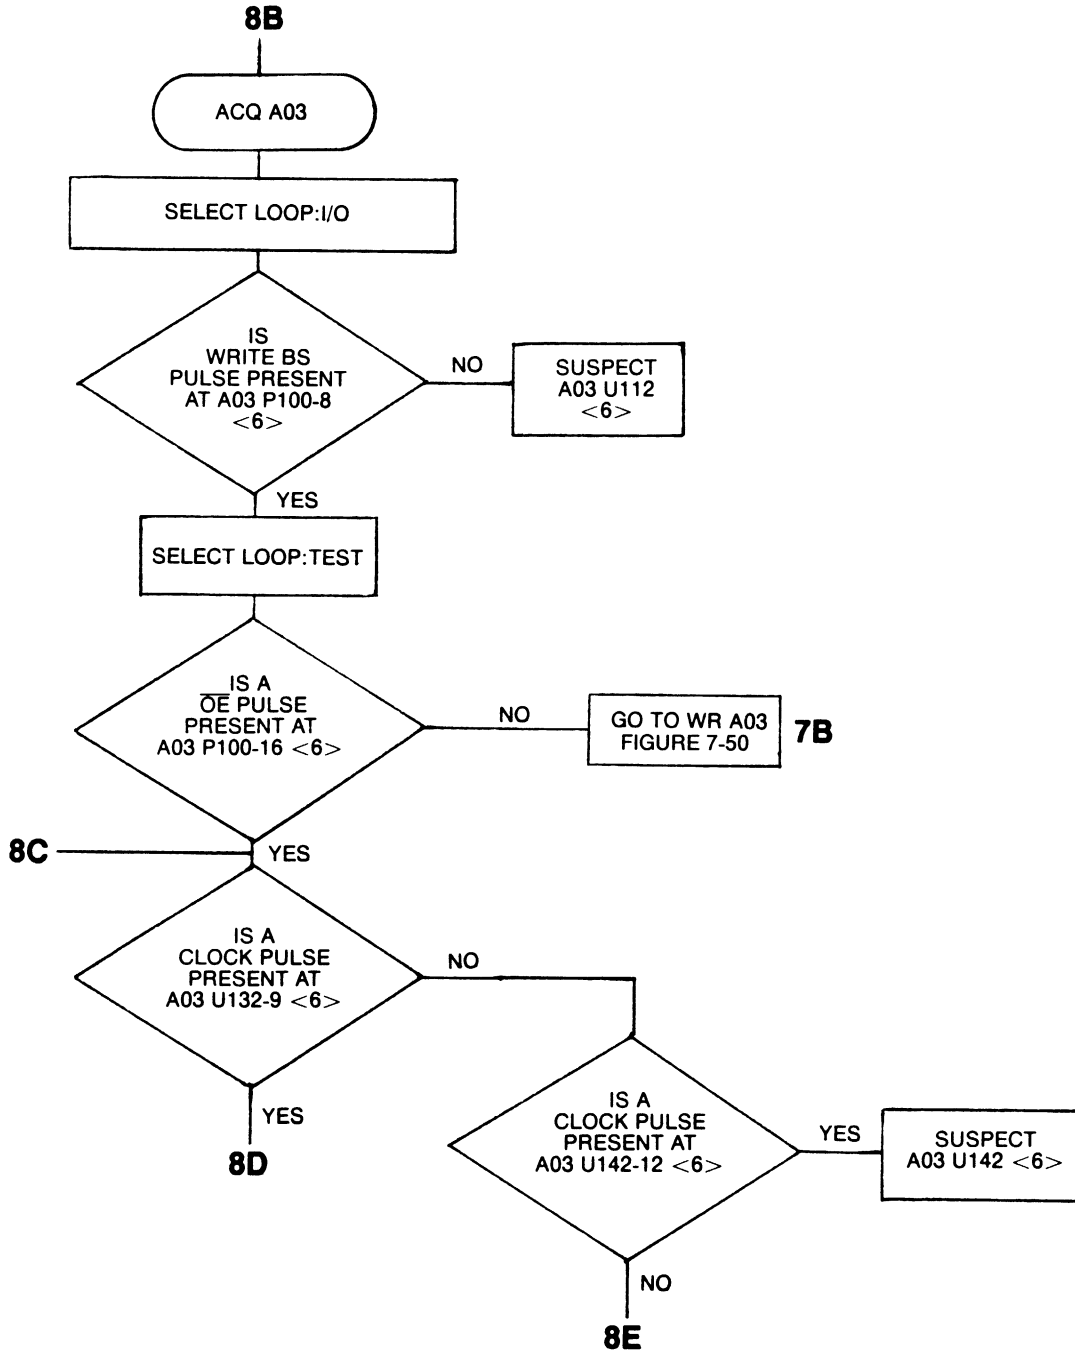 8B
ACQ A03
SELECT LOOP:I/O
IS
WRITE BS
PULSE PRESENT
AT A03 P100-8
<6>
NO
SUSPECT
A03 U112
<6>
YES
SELECT LOOP:TEST
IS A
O̅E̅ PULSE
PRESENT AT
A03 P100-16 <6>
NO
GO TO WR A03
FIGURE 7-50
7B
8C
YES
IS A
CLOCK PULSE
PRESENT AT
A03 U132-9 <6>
NO
YES
8D
IS A
CLOCK PULSE
PRESENT AT
A03 U142-12 <6>
YES
SUSPECT
A03 U142 <6>
NO
8E